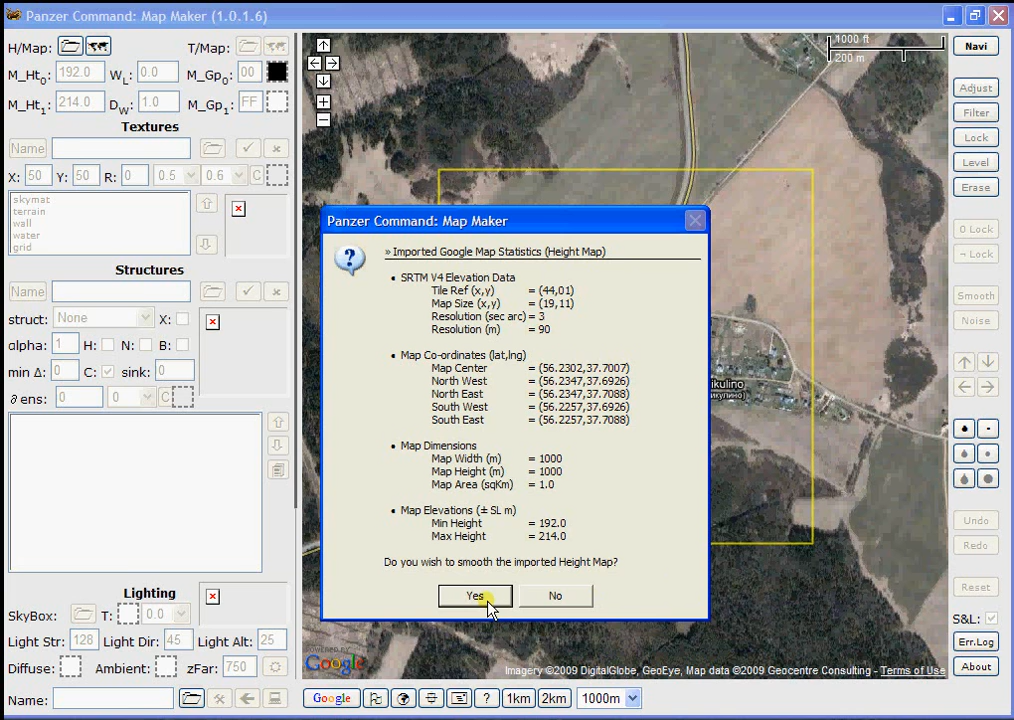 Panzer Command: Map Maker (1.0.1.6)
H/Map: T/Map:
M_Ht0: 192.0 WL: 0.0 M_Gp0: 00
M_Ht1: 214.0 DW: 1.0 M_Gp1: FF
Textures
Name
X: 50 Y: 50 R: 0 0.5 0.6 C
skymat
terrain
wall
water
grid
Structures
Name
struct: None X:
alpha: 1 H: N: B:
min Δ: 0 C: sink: 0
∂ ens: 0 0 C
Lighting
SkyBox: T: 0.0
Light Str: 128 Light Dir: 45 Light Alt: 25
Diffuse: Ambient: zFar: 750
Name:
1000 ft
200 m
Panzer Command: Map Maker
» Imported Google Map Statistics (Height Map)
• SRTM V4 Elevation Data
Tile Ref (x,y) = (44,01)
Map Size (x,y) = (19,11)
Resolution (sec arc) = 3
Resolution (m) = 90
• Map Co-ordinates (lat,lng)
Map Center = (56.2302,37.7007)
North West = (56.2347,37.6926)
North East = (56.2347,37.7088)
South West = (56.2257,37.6926)
South East = (56.2257,37.7088)
• Map Dimensions
Map Width (m) = 1000
Map Height (m) = 1000
Map Area (sqKm) = 1.0
• Map Elevations (± SL m)
Min Height = 192.0
Max Height = 214.0
Do you wish to smooth the imported Height Map?
Yes No
ikulino
икулино)
POWERED BY
Google
Imagery ©2009 DigitalGlobe, GeoEye, Map data ©2009 Geocentre Consulting - Terms of Use
Google ? 1km 2km 1000m
Navi
Adjust
Filter
Lock
Level
Erase
0 Lock
¬ Lock
Smooth
Noise
Undo
Redo
Reset
S&L:
Err.Log
About